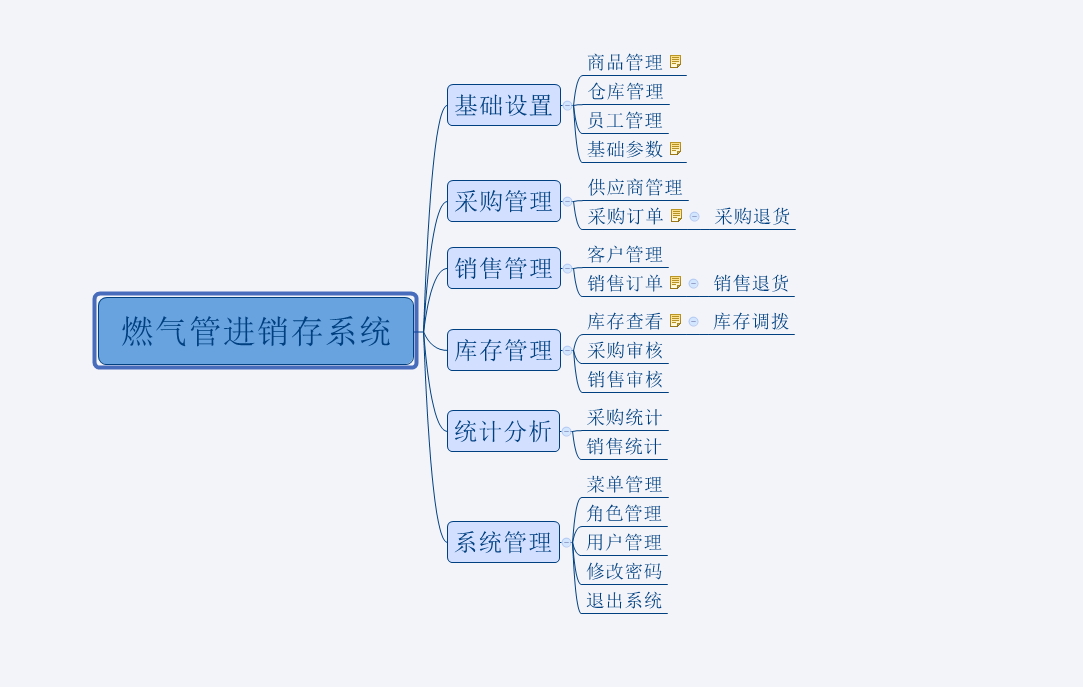 燃气管进销存系统
基础设置
商品管理
仓库管理
员工管理
基础参数
采购管理
供应商管理
采购订单
采购退货
销售管理
客户管理
销售订单
销售退货
库存管理
库存查看
库存调拨
采购审核
销售审核
统计分析
采购统计
销售统计
系统管理
菜单管理
角色管理
用户管理
修改密码
退出系统